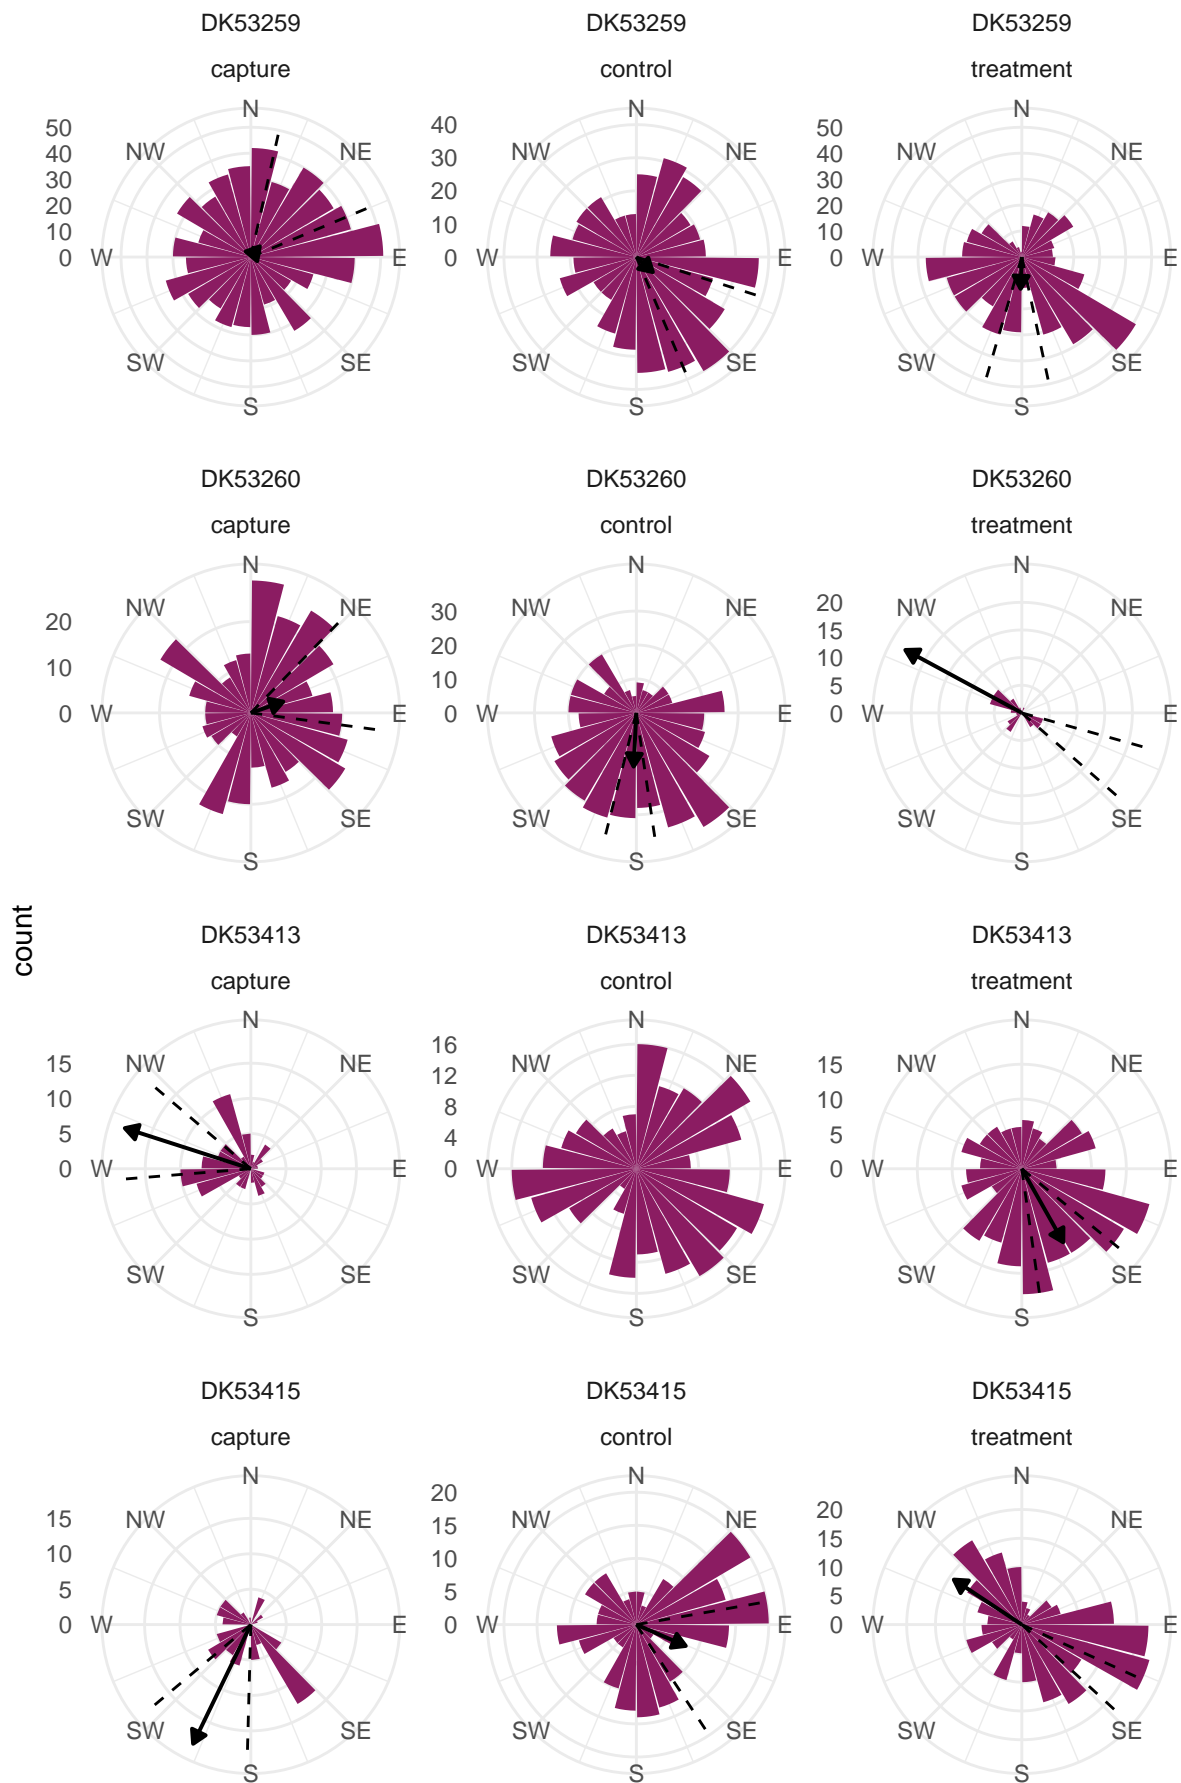 DK53259 DK53259 DK53259
capture control treatment
N N N
50 40 50
40 NW NE 30 NW NE 40 NW NE
30 20 30
20 10 20
10 10
0 W E 0 W E 0 W E
SW SE SW SE SW SE
S S S
DK53260 DK53260 DK53260
capture control treatment
N N N
NW NE NW NE NW NE
20 30 20
10 20 15
10 10
5
0 W E 0 W E 0 W E
SW SE SW SE SW SE
S S S
count
DK53413 DK53413 DK53413
capture control treatment
N N N
15 NW NE 16 NW NE 15 NW NE
10 12 10
5 8 5
4
0 W E 0 W E 0 W E
SW SE SW SE SW SE
S S S
DK53415 DK53415 DK53415
capture control treatment
N N N
15 NW NE 20 NW NE 20 NW NE
10 15 15
5 10 10
5 5
0 W E 0 W E 0 W E
SW SE SW SE SW SE
S S S